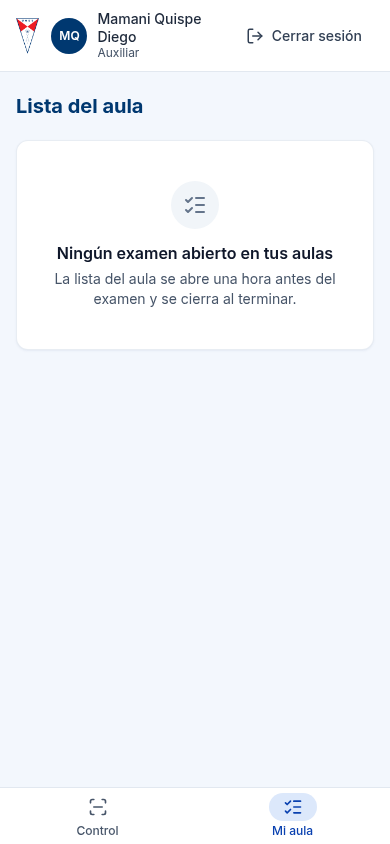 MQ
Mamani Quispe
Diego
Auxiliar
Cerrar sesión
Lista del aula
Ningún examen abierto en tus aulas
La lista del aula se abre una hora antes del
examen y se cierra al terminar.
Control
Mi aula